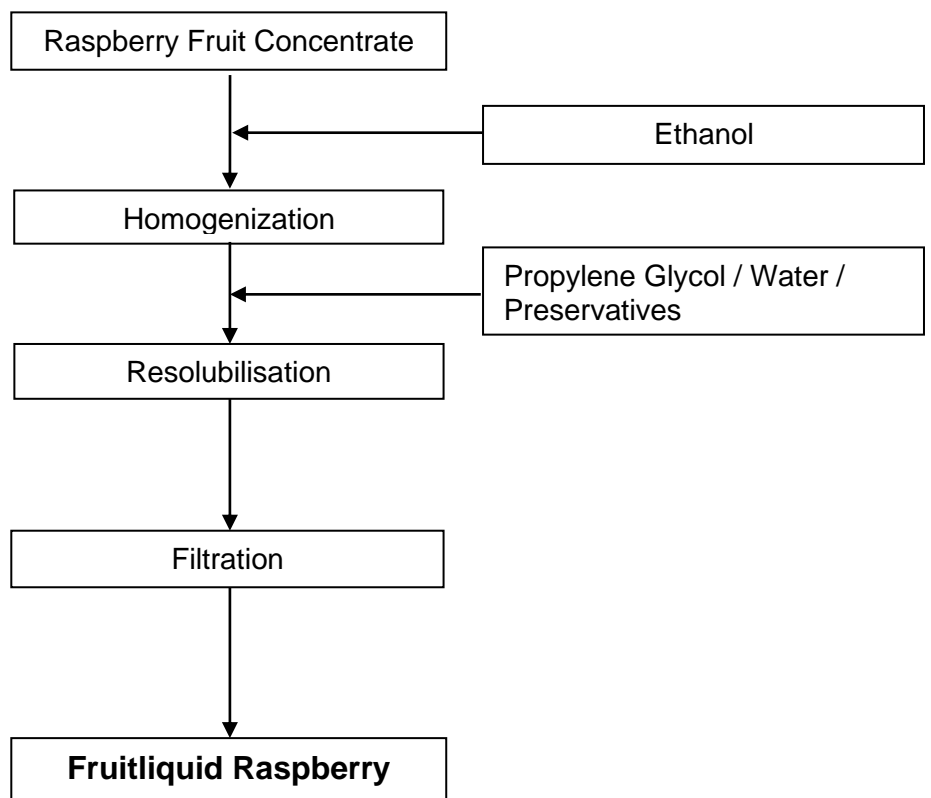 Raspberry Fruit Concentrate
Ethanol
Homogenization
Propylene Glycol / Water /
Preservatives
Resolubilisation
Filtration
Fruitliquid Raspberry